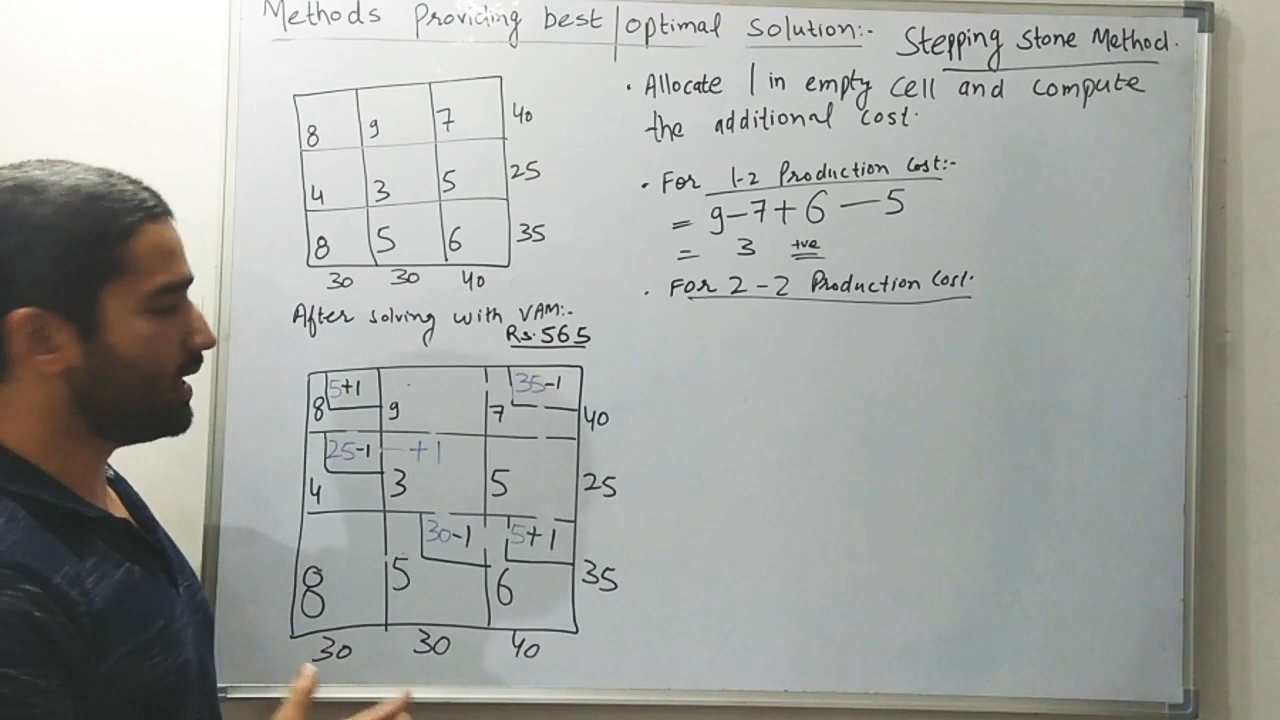 Methods Providing best/optimal solution:- Stepping Stone Method.
• Allocate 1 in empty cell and compute
the additional cost.
• For 1-2 Production cost:-
= 9-7+6-5
= 3 +ve
• For 2-2 Production Cost.
8 9 7 40
4 3 5 25
8 5 6 35
30 30 40
After solving with VAM:-
Rs. 565
5+1 35-1
8 9 7 40
25-1 +1
4 3 5 25
30-1 5+1
8 5 6 35
30 30 40